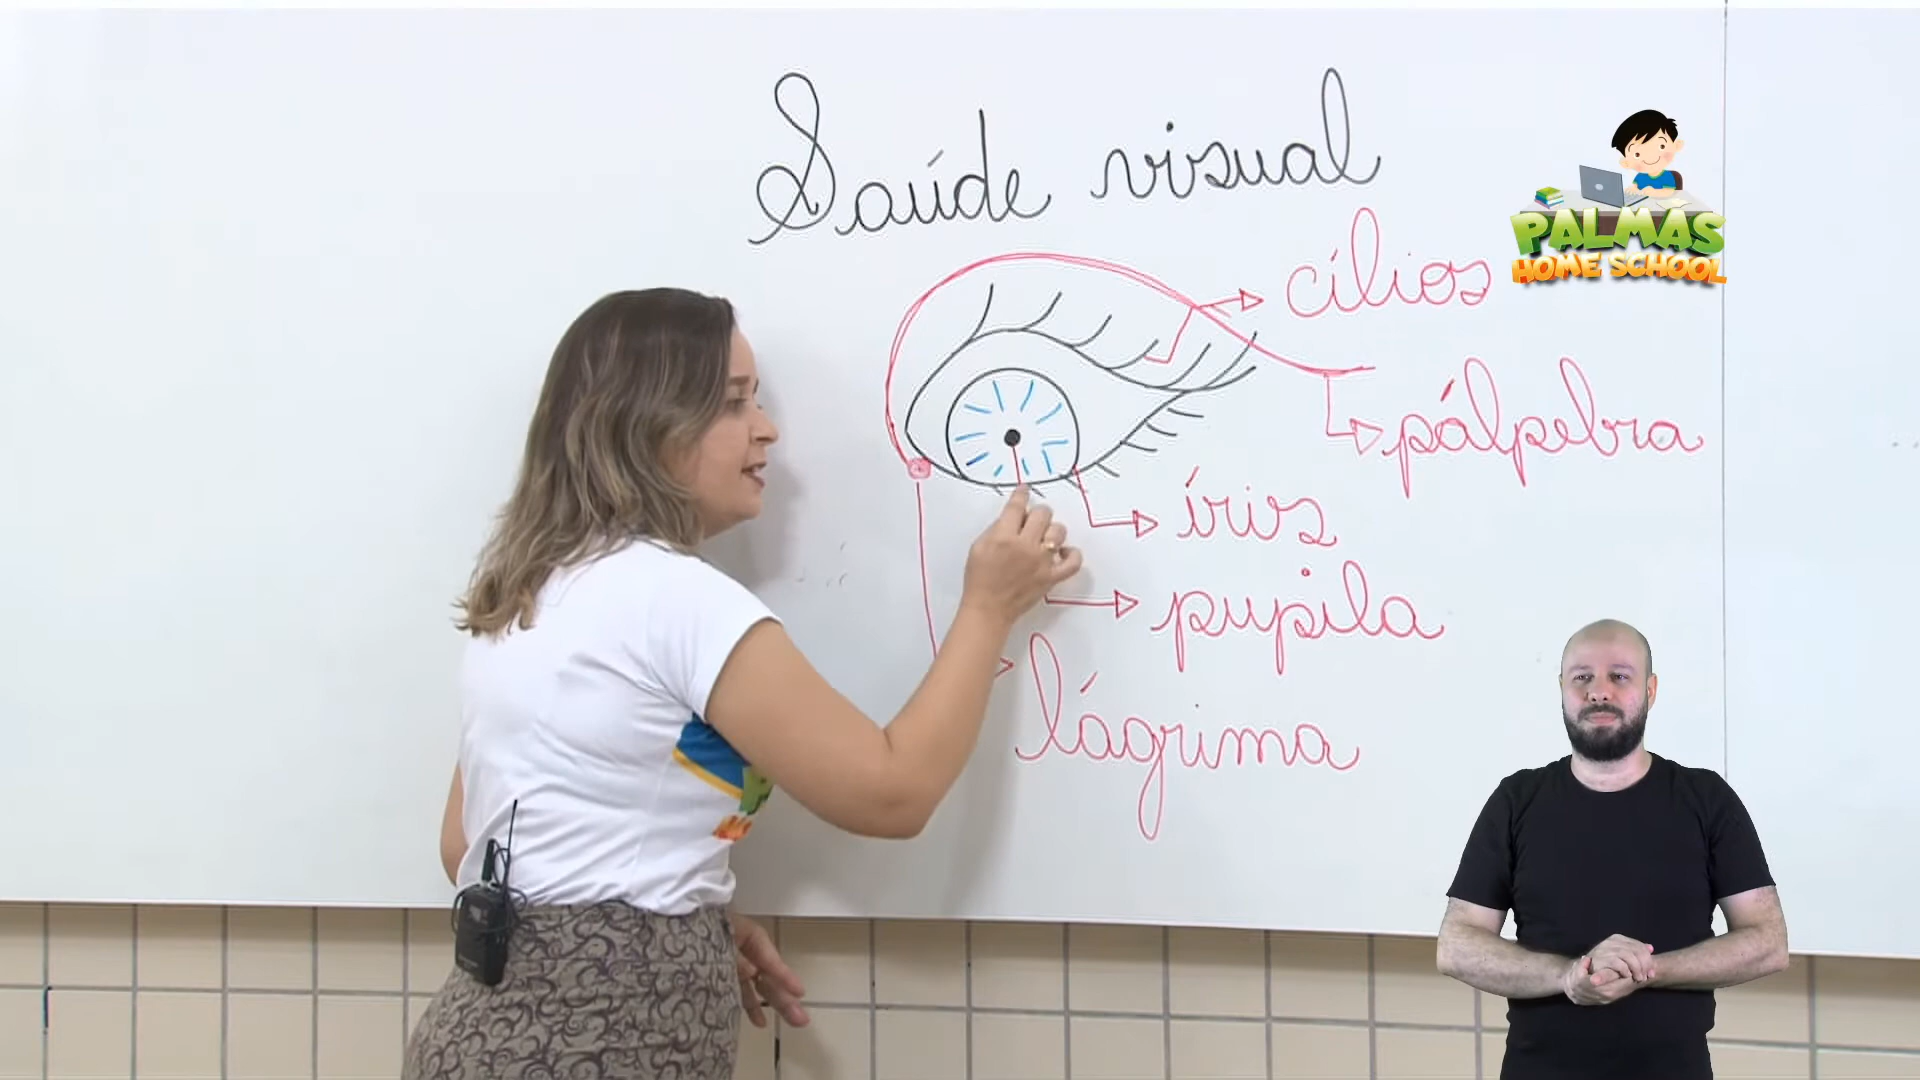 Saúde visual
cílios
PALMAS
HOME SCHOOL
pálpebra
íris
pupila
lágrima